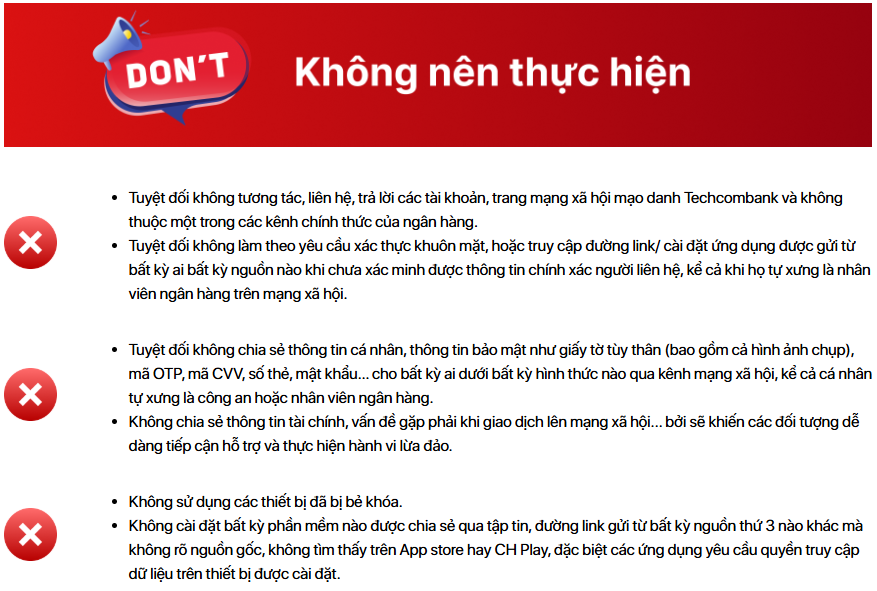 DON'T
Không nên thực hiện
• Tuyệt đối không tương tác, liên hệ, trả lời các tài khoản, trang mạng xã hội mạo danh Techcombank và không
thuộc một trong các kênh chính thức của ngân hàng.
• Tuyệt đối không làm theo yêu cầu xác thực khuôn mặt, hoặc truy cập đường link/ cài đặt ứng dụng được gửi từ
bất kỳ ai bất kỳ nguồn nào khi chưa xác minh được thông tin chính xác người liên hệ, kể cả khi họ tự xưng là nhân
viên ngân hàng trên mạng xã hội.
• Tuyệt đối không chia sẻ thông tin cá nhân, thông tin bảo mật như giấy tờ tùy thân (bao gồm cả hình ảnh chụp),
mã OTP, mã CVV, số thẻ, mật khẩu... cho bất kỳ ai dưới bất kỳ hình thức nào qua kênh mạng xã hội, kể cả cá nhân
tự xưng là công an hoặc nhân viên ngân hàng.
• Không chia sẻ thông tin tài chính, vấn đề gặp phải khi giao dịch lên mạng xã hội... bởi sẽ khiến các đối tượng dễ
dàng tiếp cận hỗ trợ và thực hiện hành vi lừa đảo.
• Không sử dụng các thiết bị đã bị bẻ khóa.
• Không cài đặt bất kỳ phần mềm nào được chia sẻ qua tập tin, đường link gửi từ bất kỳ nguồn thứ 3 nào khác mà
không rõ nguồn gốc, không tìm thấy trên App store hay CH Play, đặc biệt các ứng dụng yêu cầu quyền truy cập
dữ liệu trên thiết bị được cài đặt.